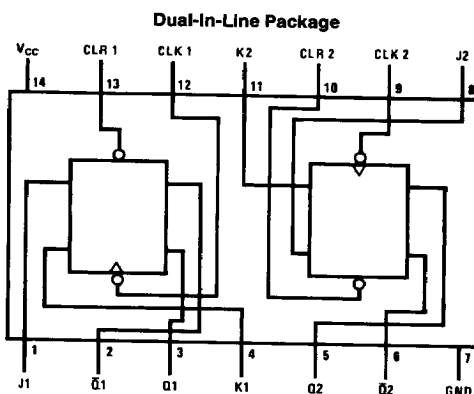 Dual-In-Line Package
VCC CLR 1 CLK 1 K2 CLR 2 CLK 2 J2
14 13 12 11 10 9 8
1 2 3 4 5 6 7
J1 Q̅1 Q1 K1 Q2 Q̅2 GND